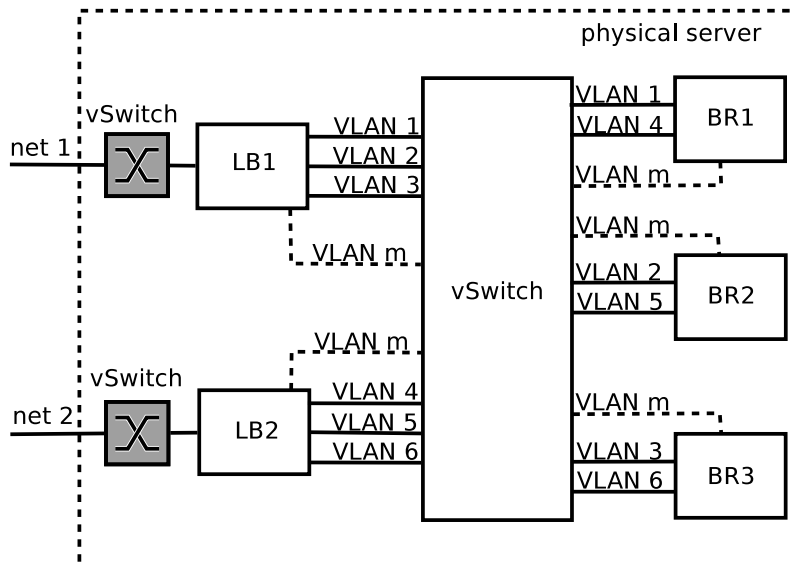 physical server
vSwitch
net 1
LB1
VLAN 1
VLAN 2
VLAN 3
VLAN m
vSwitch
net 2
LB2
VLAN m
VLAN 4
VLAN 5
VLAN 6
vSwitch
VLAN 1
VLAN 4
VLAN m
BR1
VLAN m
VLAN 2
VLAN 5
BR2
VLAN m
VLAN 3
VLAN 6
BR3